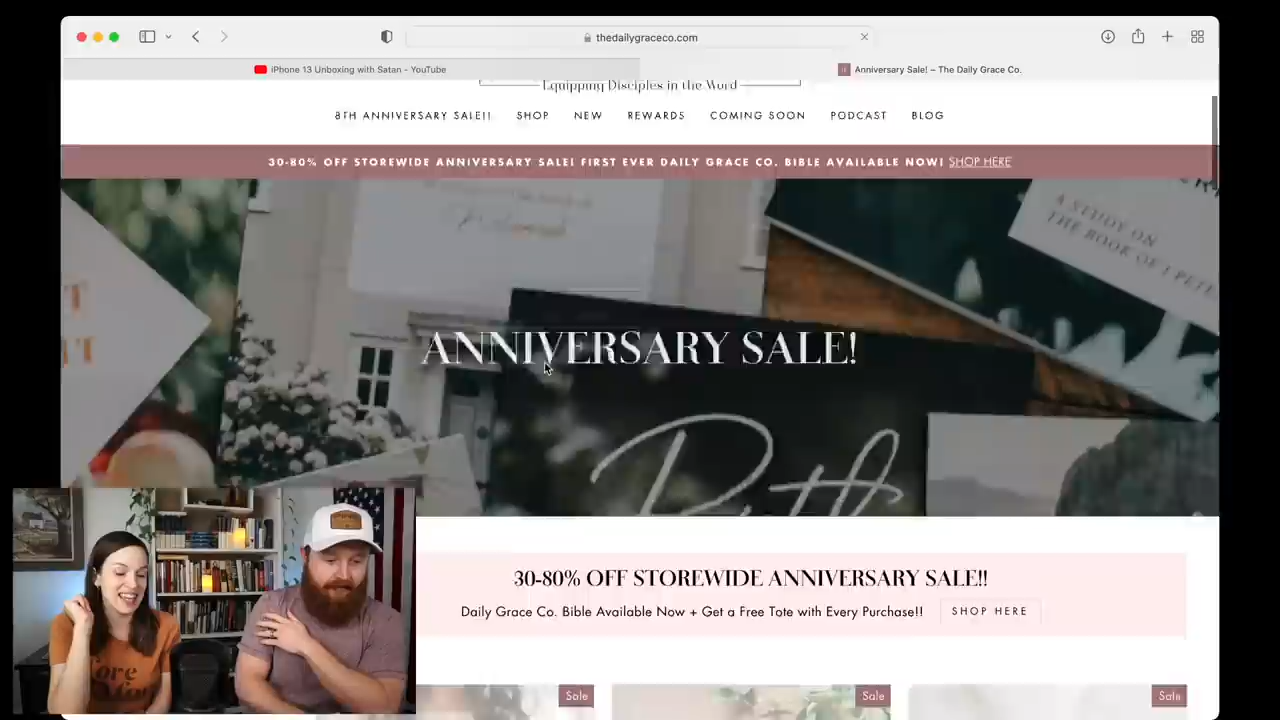 thedailygraceco.com
iPhone 13 Unboxing with Satan - YouTube
Anniversary Sale! – The Daily Grace Co.
Equipping Disciples in the Word
8TH ANNIVERSARY SALE!!
SHOP
NEW
REWARDS
COMING SOON
PODCAST
BLOG
30-80% OFF STOREWIDE ANNIVERSARY SALE! FIRST EVER DAILY GRACE CO. BIBLE AVAILABLE NOW! SHOP HERE
A STUDY ON
THE BOOK OF 1 PETER
ANNIVERSARY SALE!
Ruth
30-80% OFF STOREWIDE ANNIVERSARY SALE!!
Daily Grace Co. Bible Available Now + Get a Free Tote with Every Purchase!!
SHOP HERE
Sale
Sale
Sale